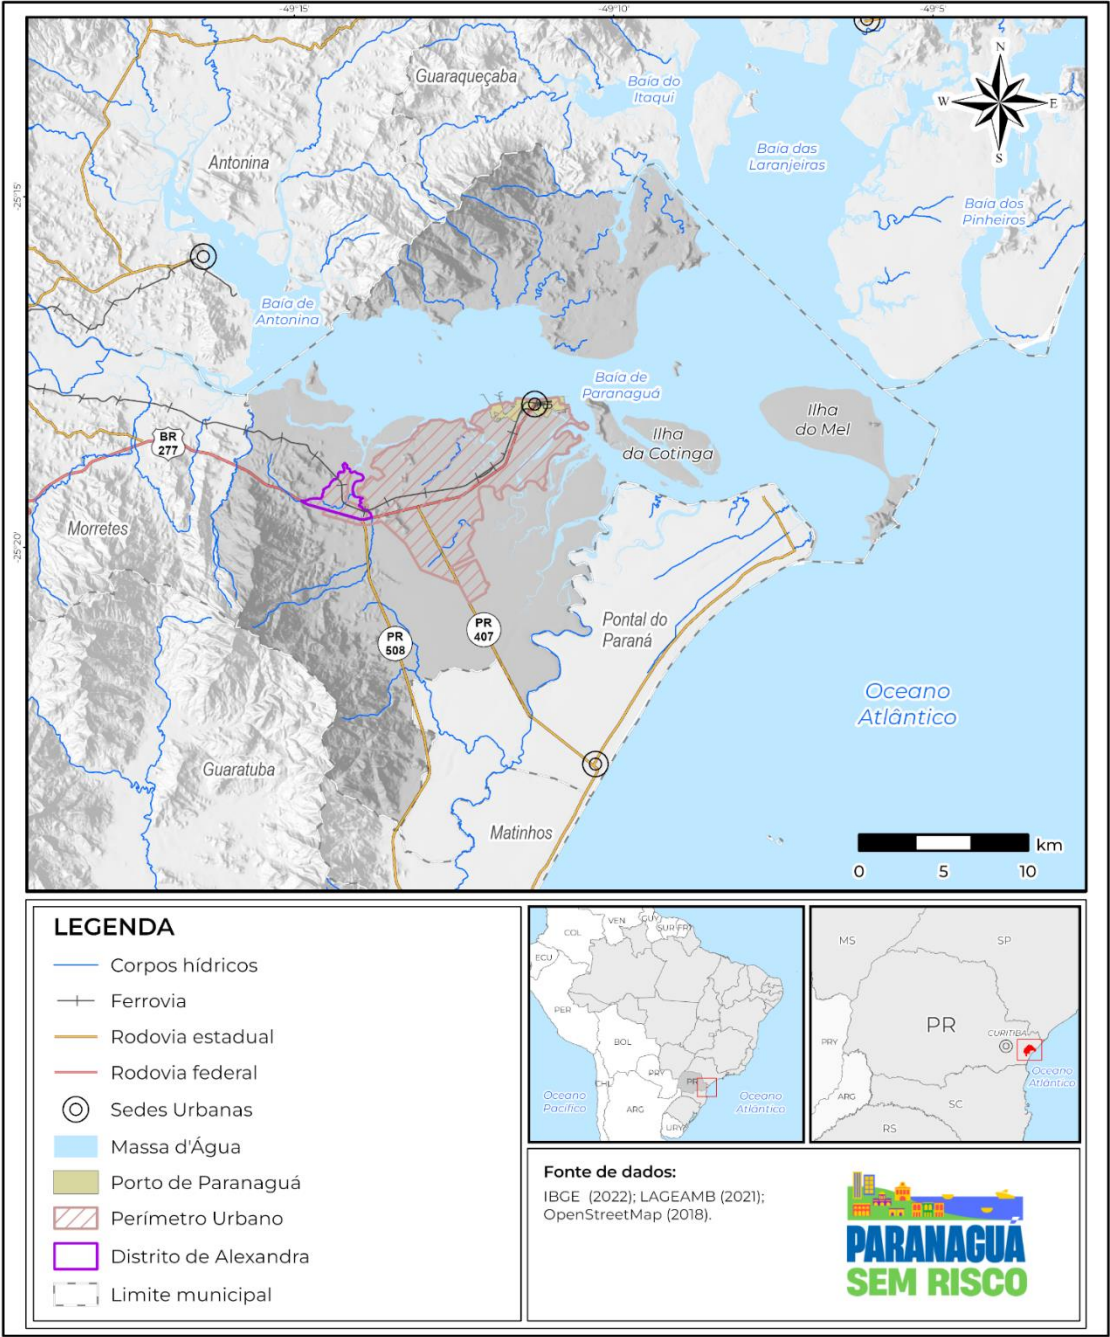 -49°15'
-49°10'
-49°5'
Guaraqueçaba
Baía do
Itaqui
N
W
E
S
Antonina
Baía das
Laranjeiras
-25°15'
Baía dos
Pinheiros
Baía de
Antonina
Baía de
Paranaguá
Ilha
do Mel
Ilha
da Cotinga
BR
277
Morretes
-25°20'
PR
508
PR
407
Pontal do
Paraná
Oceano
Atlântico
Guaratuba
Matinhos
km
0
5
10
LEGENDA
Corpos hídricos
Ferrovia
Rodovia estadual
Rodovia federal
Sedes Urbanas
Massa d'Água
Porto de Paranaguá
Perímetro Urbano
Distrito de Alexandra
Limite municipal
VEN
GUY
SUR
FRT
COL
ECU
PER
BOL
PRY
PR
CHL
ARG
URY
Oceano
Pacífico
Oceano
Atlântico
MS
SP
PR
CURITIBA
PRY
ARG
SC
RS
Oceano
Atlântico
Fonte de dados:
IBGE (2022); LAGEAMB (2021);
OpenStreetMap (2018).
PARANAGUÁ
SEM RISCO